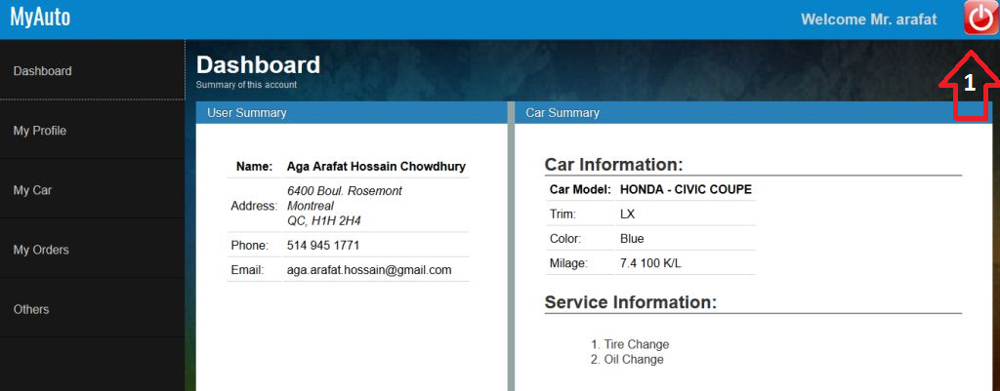 MyAuto
Welcome Mr. arafat
1
Dashboard
My Profile
My Car
My Orders
Others
Dashboard
Summary of this account
User Summary
Name: Aga Arafat Hossain Chowdhury
Address: 6400 Boul. Rosemont
Montreal
QC, H1H 2H4
Phone: 514 945 1771
Email: aga.arafat.hossain@gmail.com
Car Summary
Car Information:
Car Model: HONDA - CIVIC COUPE
Trim: LX
Color: Blue
Milage: 7.4 100 K/L
Service Information:
1. Tire Change
2. Oil Change